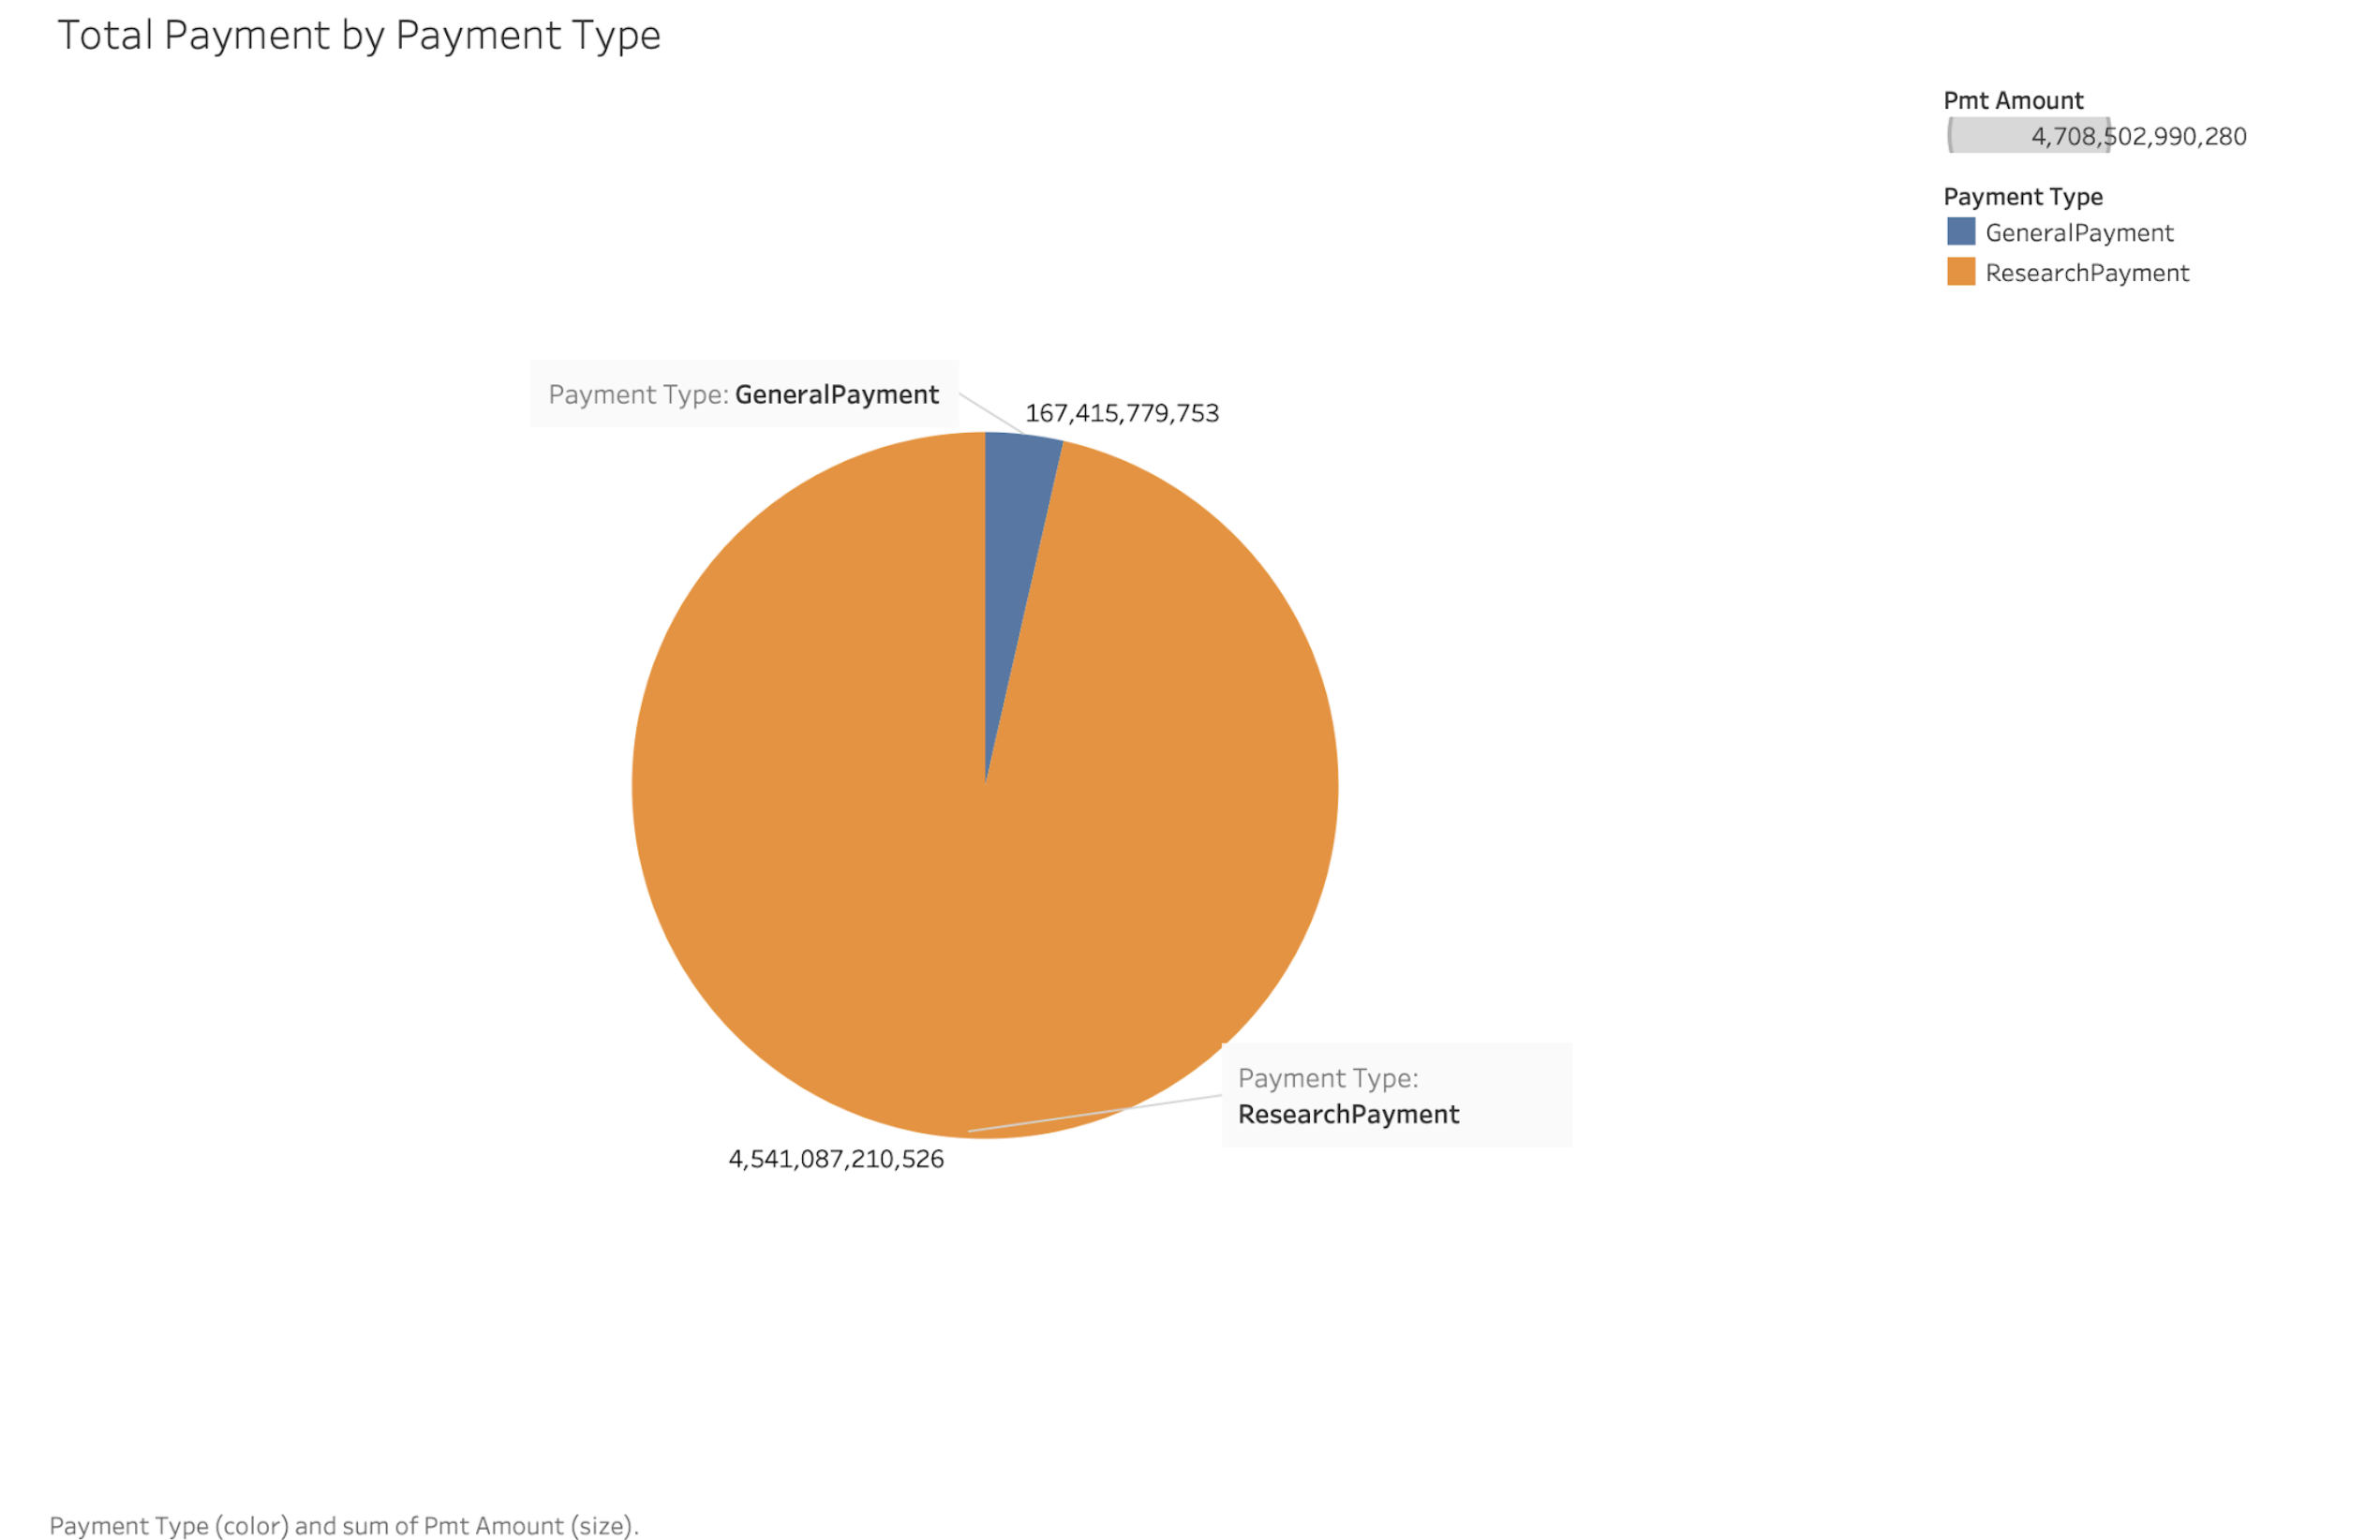 Total Payment by Payment Type
Pmt Amount
4,708,502,990,280
Payment Type
GeneralPayment
ResearchPayment
Payment Type: GeneralPayment
167,415,779,753
Payment Type:
ResearchPayment
4,541,087,210,526
Payment Type (color) and sum of Pmt Amount (size).